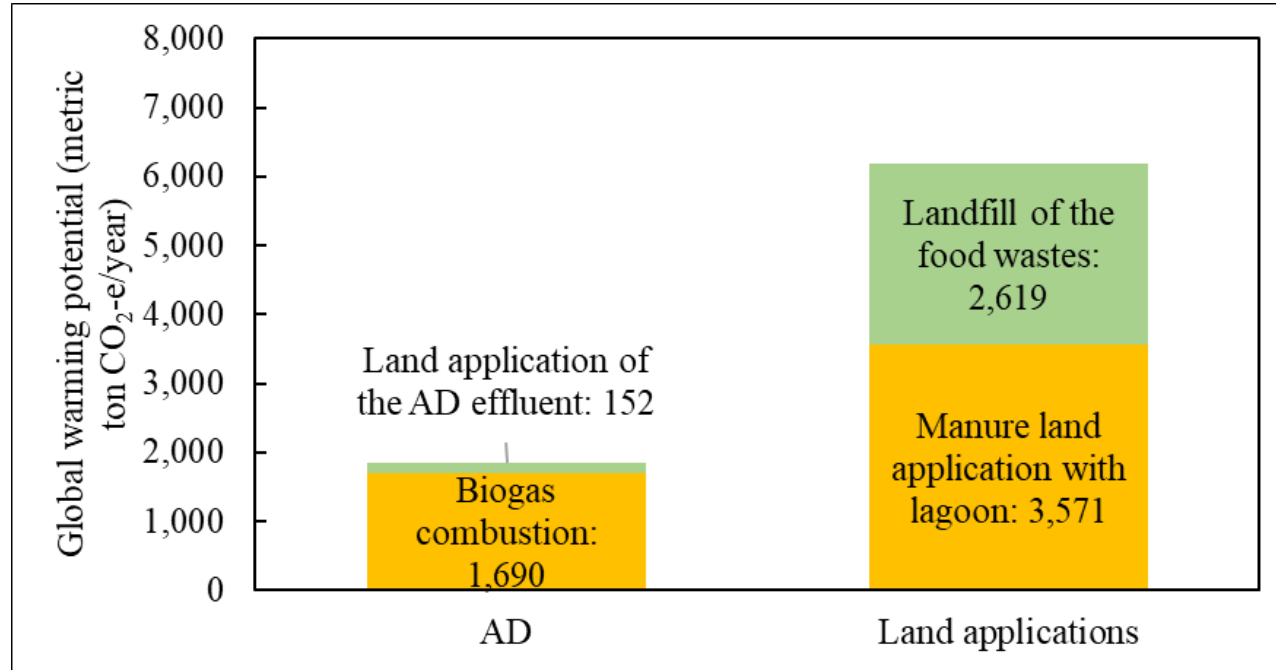 Global warming potential (metric
ton CO₂-e/year)
8,000
7,000
6,000
5,000
4,000
3,000
2,000
1,000
0
Land application of
the AD effluent: 152
Biogas
combustion:
1,690
Landfill of the
food wastes:
2,619
Manure land
application with
lagoon: 3,571
AD
Land applications